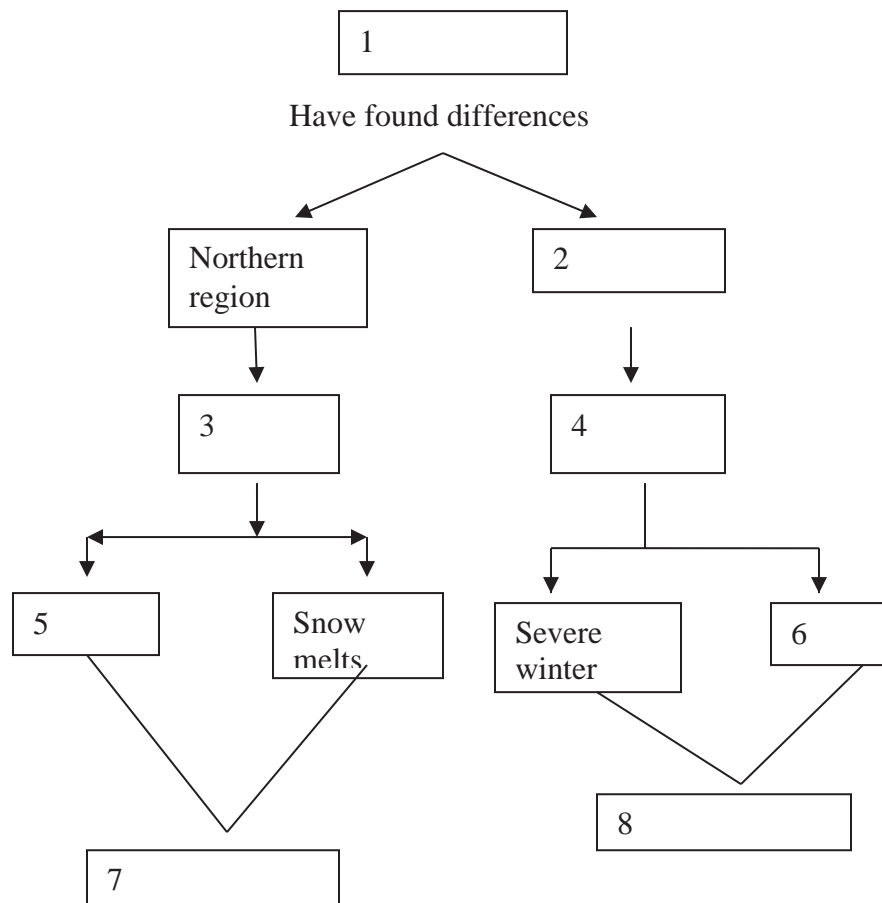 1
Have found differences
Northern
region
2
3
4
5
Snow
melts
Severe
winter
6
7
8